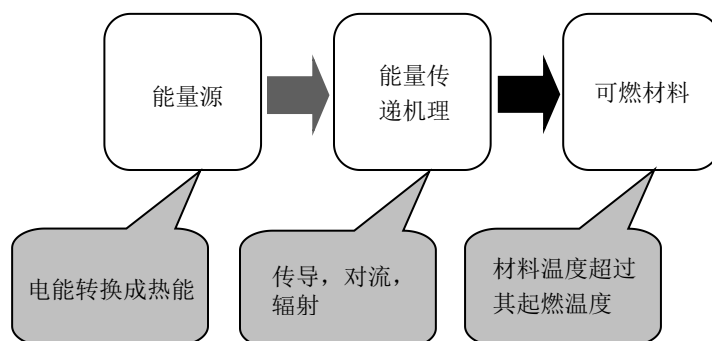 能量源
能量传
递机理
可燃材料
电能转换成热能
传导，对流，
辐射
材料温度超过
其起燃温度